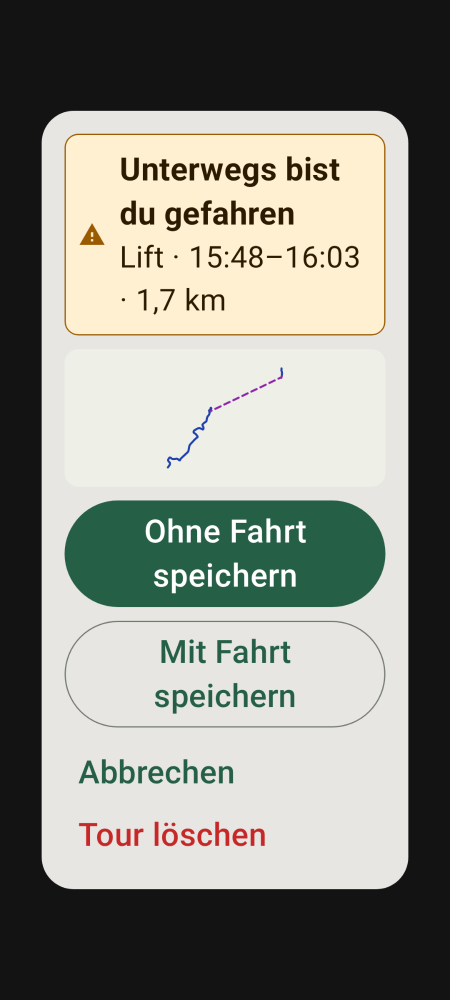 Unterwegs bist
du gefahren
Lift · 15:48–16:03
· 1,7 km
Ohne Fahrt
speichern
Mit Fahrt
speichern
Abbrechen
Tour löschen